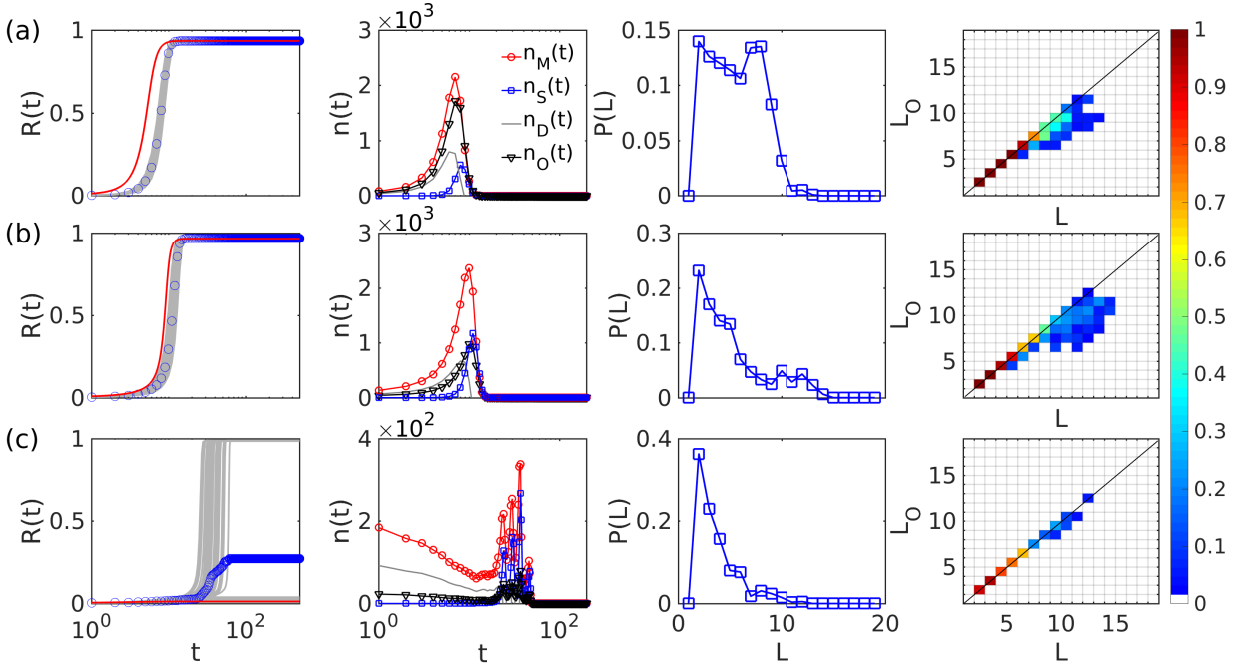 (a)
1
0.5
0
R(t)
×10³
3
2
1
0
n(t)
n_M(t)
n_S(t)
n_D(t)
n_O(t)
0.15
0.1
0.05
0
P(L)
15
10
5
L_O
L
(b)
1
0.5
0
R(t)
×10³
3
2
1
0
n(t)
0.3
0.2
0.1
0
P(L)
15
10
5
L_O
L
(c)
1
0.5
0
R(t)
10⁰
10²
t
×10²
4
2
0
n(t)
10⁰
10²
t
0.4
0.2
0
P(L)
0
10
20
L
15
10
5
L_O
5
10
15
L
1
0.9
0.8
0.7
0.6
0.5
0.4
0.3
0.2
0.1
0